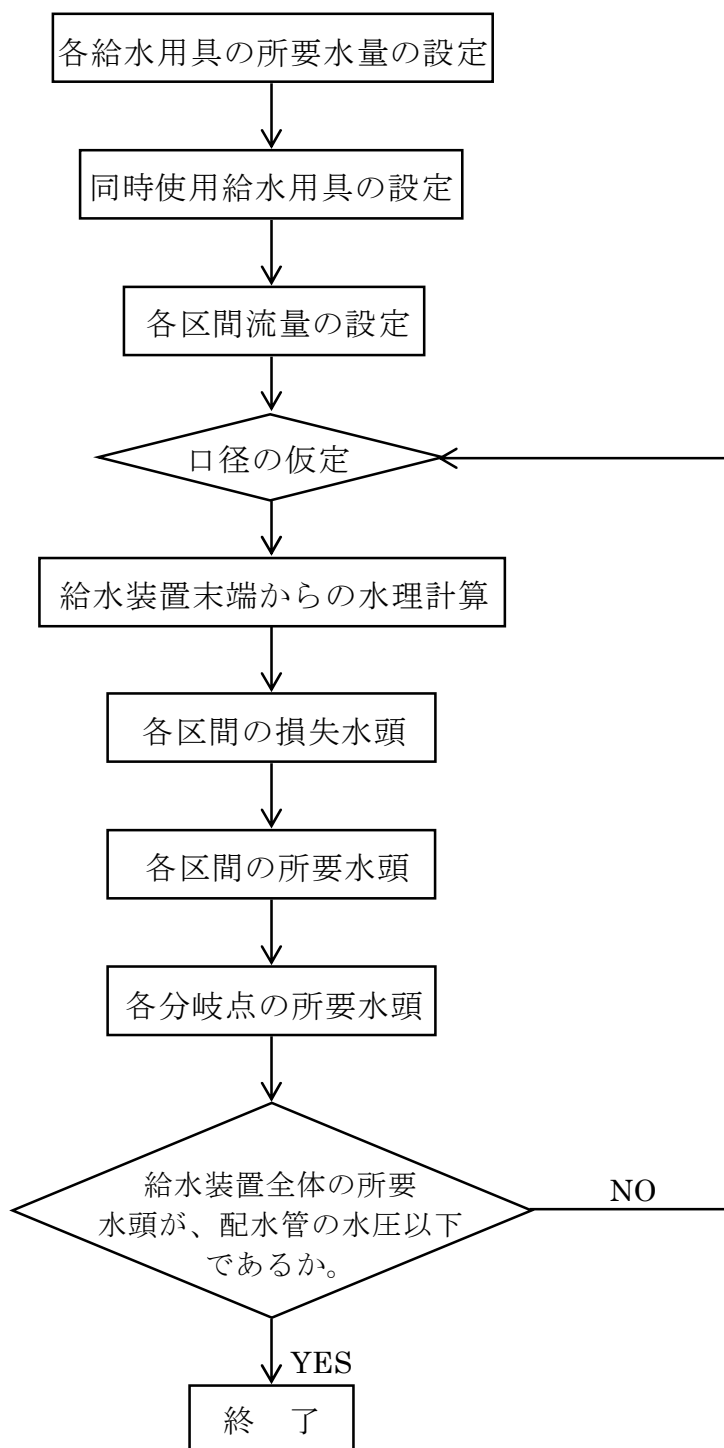 各給水用具の所要水量の設定
同時使用給水用具の設定
各区間流量の設定
口径の仮定
給水装置末端からの水理計算
各区間の損失水頭
各区間の所要水頭
各分岐点の所要水頭
給水装置全体の所要
水頭が、配水管の水圧以下
であるか。
NO
YES
終　了